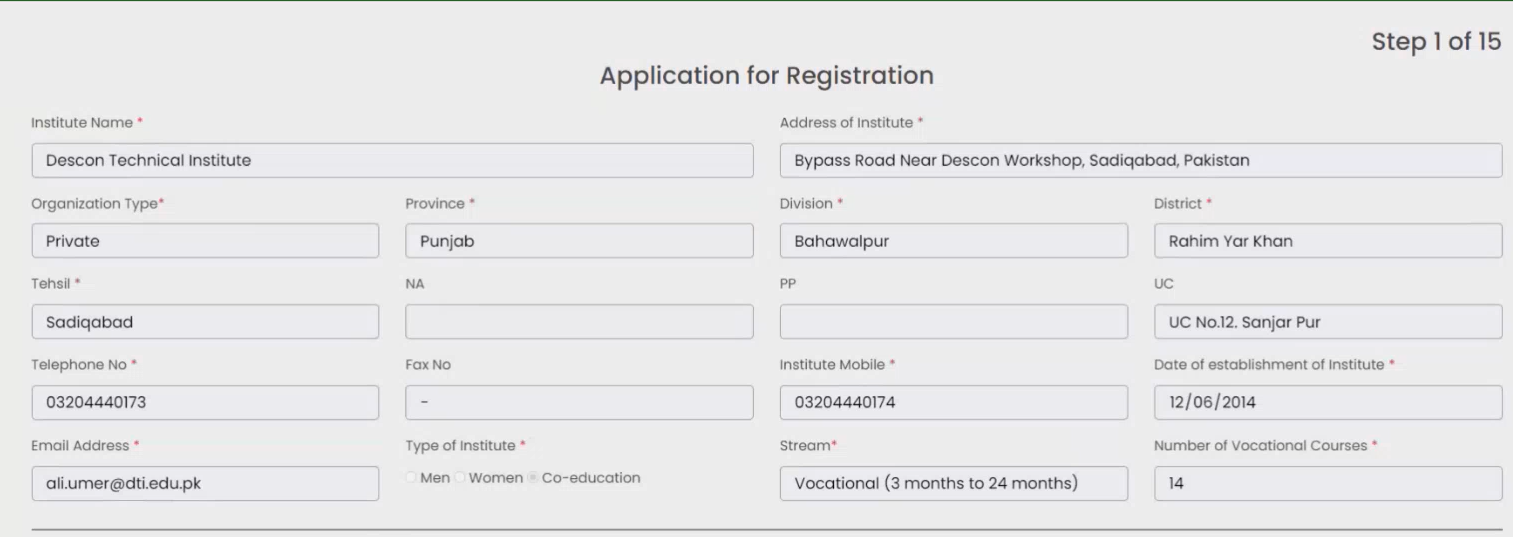 Step 1 of 15
Application for Registration
Institute Name * Address of Institute *
Descon Technical Institute Bypass Road Near Descon Workshop, Sadiqabad, Pakistan
Organization Type* Province * Division * District *
Private Punjab Bahawalpur Rahim Yar Khan
Tehsil * NA PP UC
Sadiqabad UC No.12. Sanjar Pur
Telephone No * Fax No Institute Mobile * Date of establishment of Institute *
03204440173 - 03204440174 12/06/2014
Email Address * Type of Institute * Stream* Number of Vocational Courses *
ali.umer@dti.edu.pk Men Women Co-education Vocational (3 months to 24 months) 14